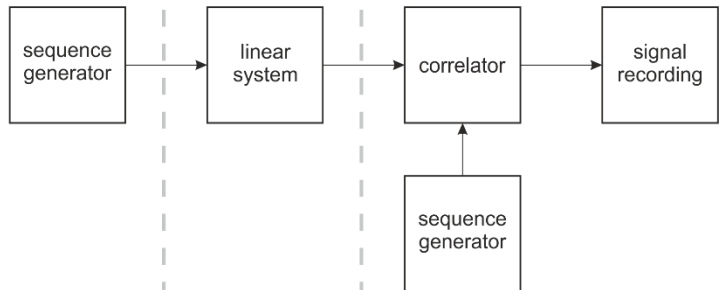 sequence
generator
linear
system
correlator
signal
recording
sequence
generator